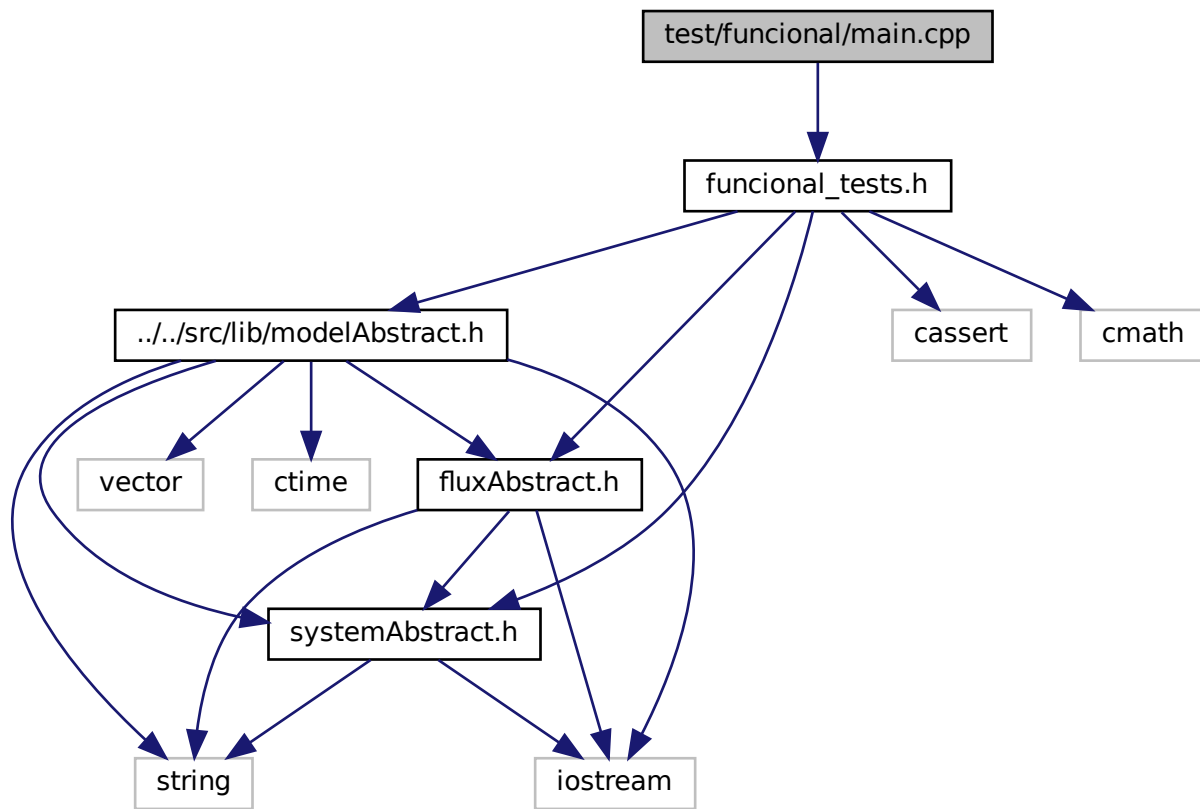 test/funcional/main.cpp
funcional_tests.h
../../src/lib/modelAbstract.h
cassert
cmath
vector
ctime
fluxAbstract.h
systemAbstract.h
string
iostream